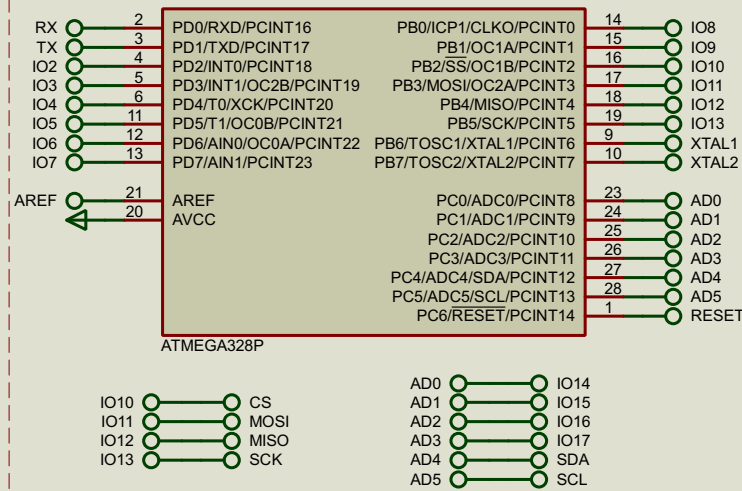 RX 2 PD0/RXD/PCINT16 PB0/ICP1/CLKO/PCINT0 14 IO8
TX 3 PD1/TXD/PCINT17 PB1/OC1A/PCINT1 15 IO9
IO2 4 PD2/INT0/PCINT18 PB2/SS/OC1B/PCINT2 16 IO10
IO3 5 PD3/INT1/OC2B/PCINT19 PB3/MOSI/OC2A/PCINT3 17 IO11
IO4 6 PD4/T0/XCK/PCINT20 PB4/MISO/PCINT4 18 IO12
IO5 11 PD5/T1/OC0B/PCINT21 PB5/SCK/PCINT5 19 IO13
IO6 12 PD6/AIN0/OC0A/PCINT22 PB6/TOSC1/XTAL1/PCINT6 9 XTAL1
IO7 13 PD7/AIN1/PCINT23 PB7/TOSC2/XTAL2/PCINT7 10 XTAL2
AREF 21 AREF PC0/ADC0/PCINT8 23 AD0
20 AVCC PC1/ADC1/PCINT9 24 AD1
PC2/ADC2/PCINT10 25 AD2
PC3/ADC3/PCINT11 26 AD3
PC4/ADC4/SDA/PCINT12 27 AD4
PC5/ADC5/SCL/PCINT13 28 AD5
PC6/RESET/PCINT14 1 RESET
ATMEGA328P
IO10 CS
IO11 MOSI
IO12 MISO
IO13 SCK
AD0 IO14
AD1 IO15
AD2 IO16
AD3 IO17
AD4 SDA
AD5 SCL